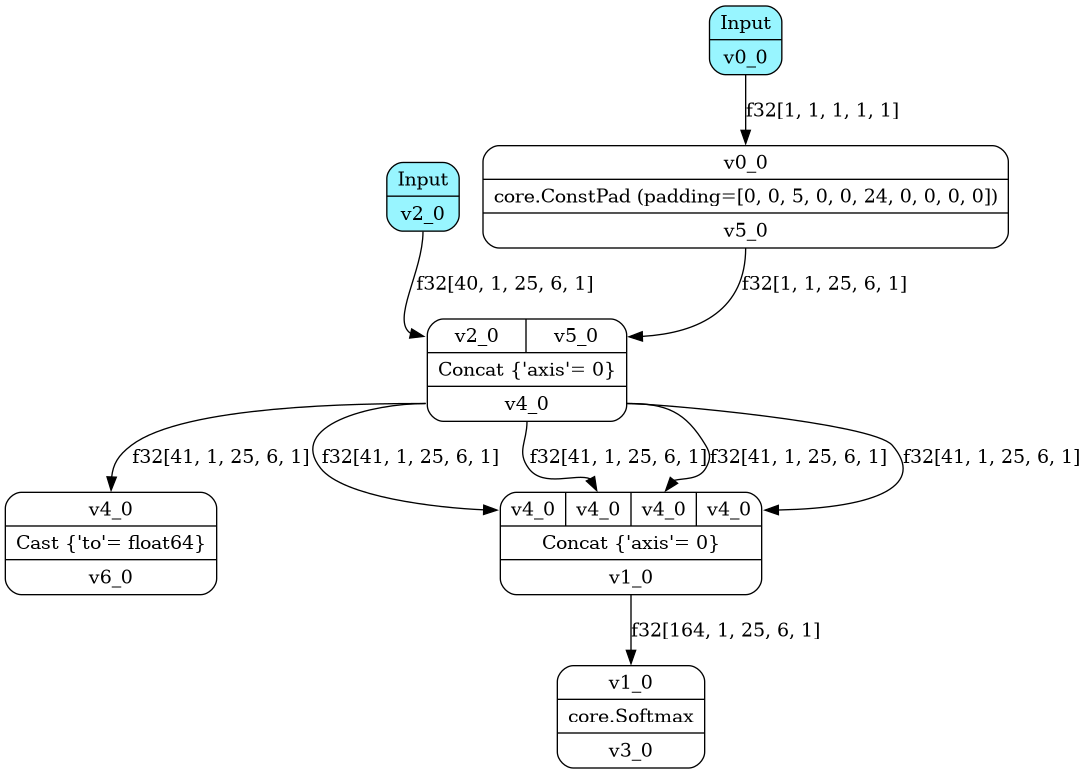 Input
v0_0
f32[1, 1, 1, 1, 1]
Input
v2_0
v0_0
core.ConstPad (padding=[0, 0, 5, 0, 0, 24, 0, 0, 0, 0])
v5_0
f32[40, 1, 25, 6, 1]
f32[1, 1, 25, 6, 1]
v2_0 v5_0
Concat {'axis'= 0}
v4_0
f32[41, 1, 25, 6, 1] f32[41, 1, 25, 6, 1] f32[41, 1, 25, 6, 1] f32[41, 1, 25, 6, 1] f32[41, 1, 25, 6, 1]
v4_0
Cast {'to'= float64}
v6_0
v4_0 v4_0 v4_0 v4_0
Concat {'axis'= 0}
v1_0
f32[164, 1, 25, 6, 1]
v1_0
core.Softmax
v3_0